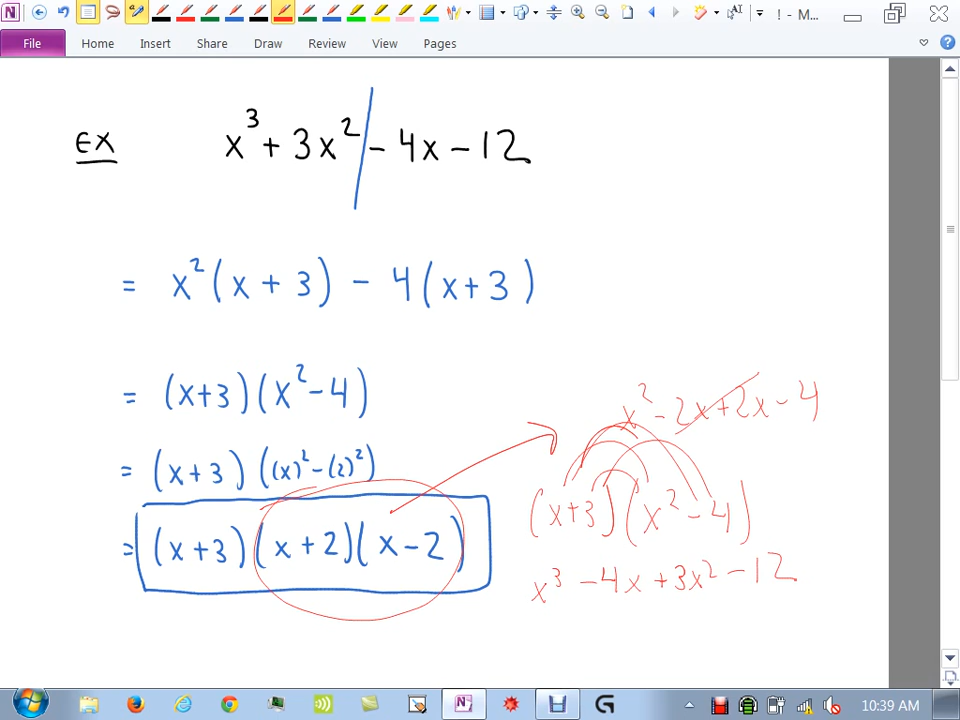 ! - M...
File Home Insert Share Draw Review View Pages
Ex x³ + 3x² - 4x - 12
= x²(x + 3) - 4(x+3)
= (x+3)(x²-4)
x² - 2x + 2x - 4
= (x+3)((x)²-(2)²)
(x+3)(x²-4)
= (x+3)(x+2)(x-2)
x³ - 4x + 3x² - 12
10:39 AM